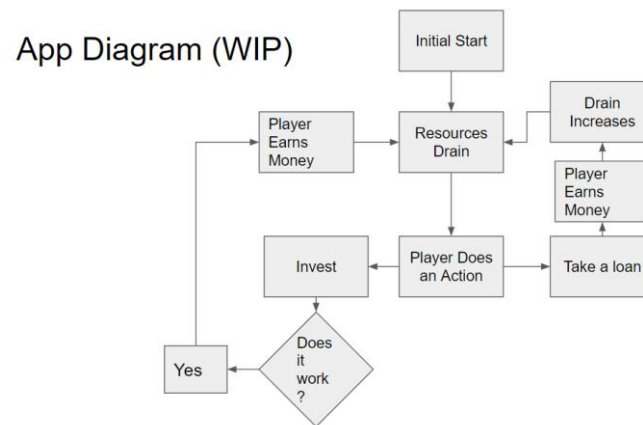 App Diagram (WIP)
Initial Start
Player
Earns
Money
Resources
Drain
Drain
Increases
Player
Earns
Money
Invest
Player Does
an Action
Take a loan
Does
it
work
?
Yes